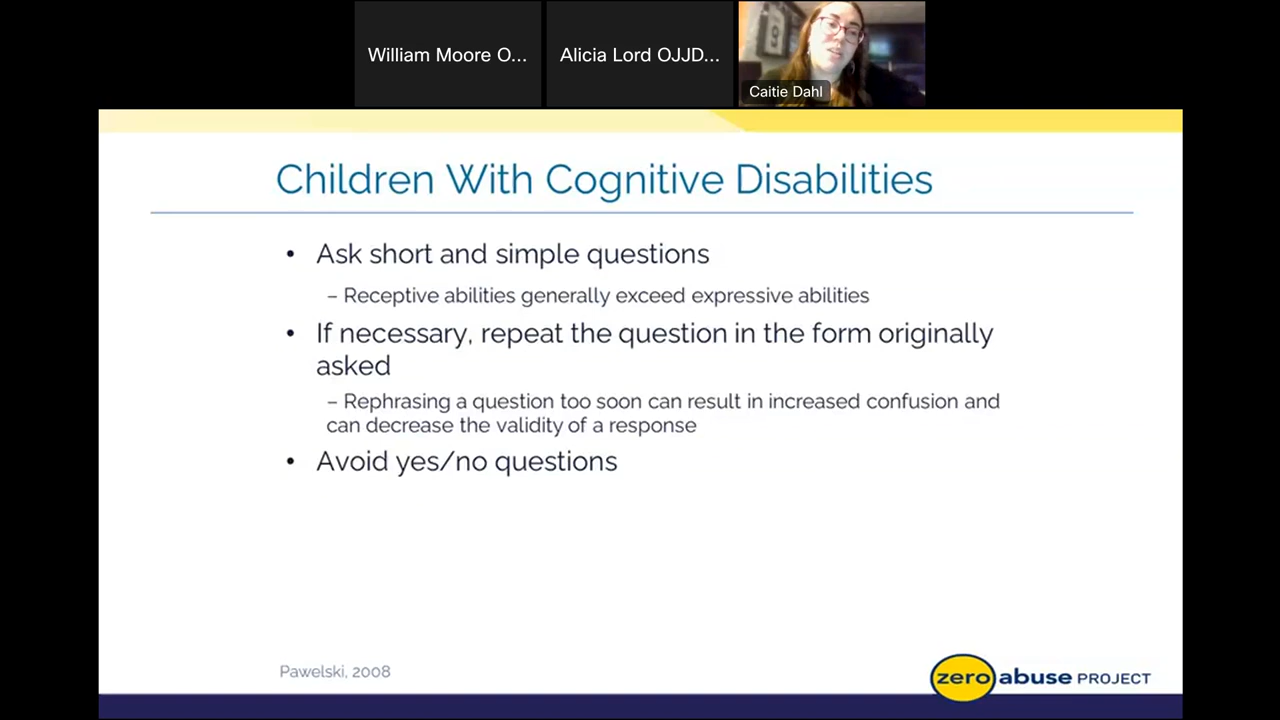 William Moore O...
Alicia Lord OJJD...
Caitie Dahl
Children With Cognitive Disabilities
• Ask short and simple questions
– Receptive abilities generally exceed expressive abilities
• If necessary, repeat the question in the form originally
asked
– Rephrasing a question too soon can result in increased confusion and
can decrease the validity of a response
• Avoid yes/no questions
Pawelski, 2008
zero abuse PROJECT